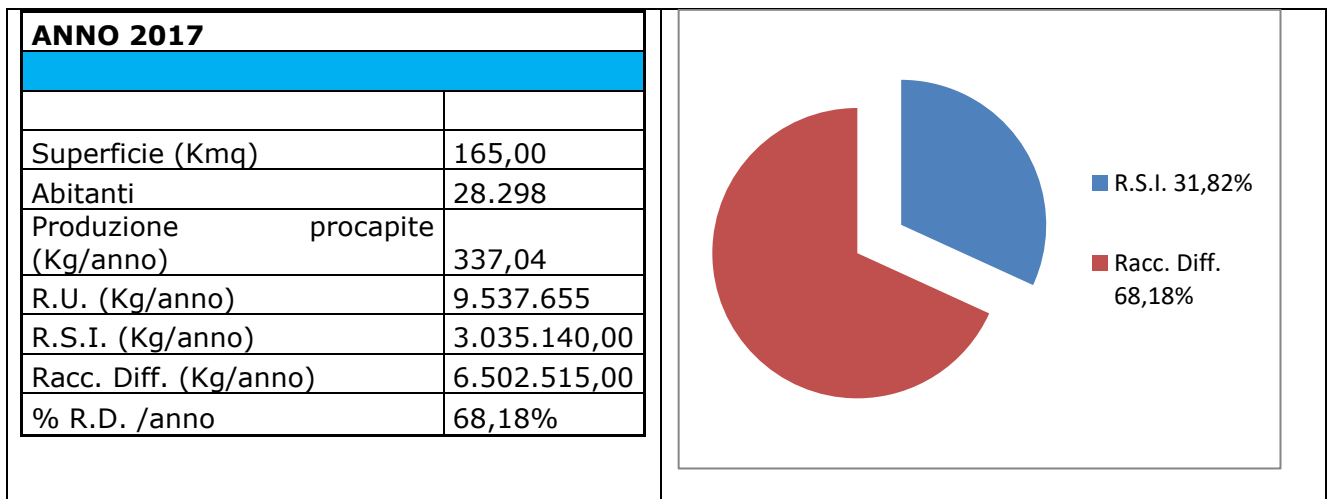 ANNO 2017
Superficie (Kmq) 165,00
Abitanti 28.298
Produzione procapite
(Kg/anno) 337,04
R.U. (Kg/anno) 9.537.655
R.S.I. (Kg/anno) 3.035.140,00
Racc. Diff. (Kg/anno) 6.502.515,00
% R.D. /anno 68,18%
R.S.I. 31,82%
Racc. Diff.
68,18%